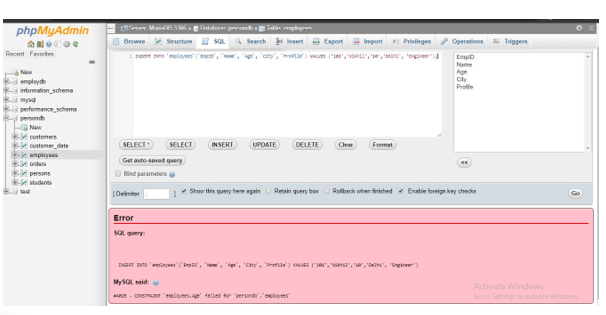 phpMyAdmin
Recent Favorites
New
employdb
information_schema
mysql
performance_schema
persondb
New
customers
customer_data
employees
orders
persons
students
test
Server: MainDB:3306 » Database: persondb » Table: employees
Browse Structure SQL Search Insert Export Import Privileges Operations Triggers
1 INSERT INTO `employees`(`EmpID`, `Name`, `Age`, `City`, `Profile`) VALUES ('101','Nikhil','10','Delhi', 'Engineer');
EmpID
Name
Age
City
Profile
SELECT * SELECT INSERT UPDATE DELETE Clear Format
Get auto-saved query
<<
Bind parameters
[ Delimiter ; ] Show this query here again Retain query box Rollback when finished Enable foreign key checks
Go
Error
SQL query:
INSERT INTO `employees`(`EmpID`, `Name`, `Age`, `City`, `Profile`) VALUES ('101','Nikhil','10','Delhi', 'Engineer')
MySQL said:
#4025 - CONSTRAINT `employees.Age` failed for `persondb`.`employees`
Activate Windows
Go to Settings to activate Windows.